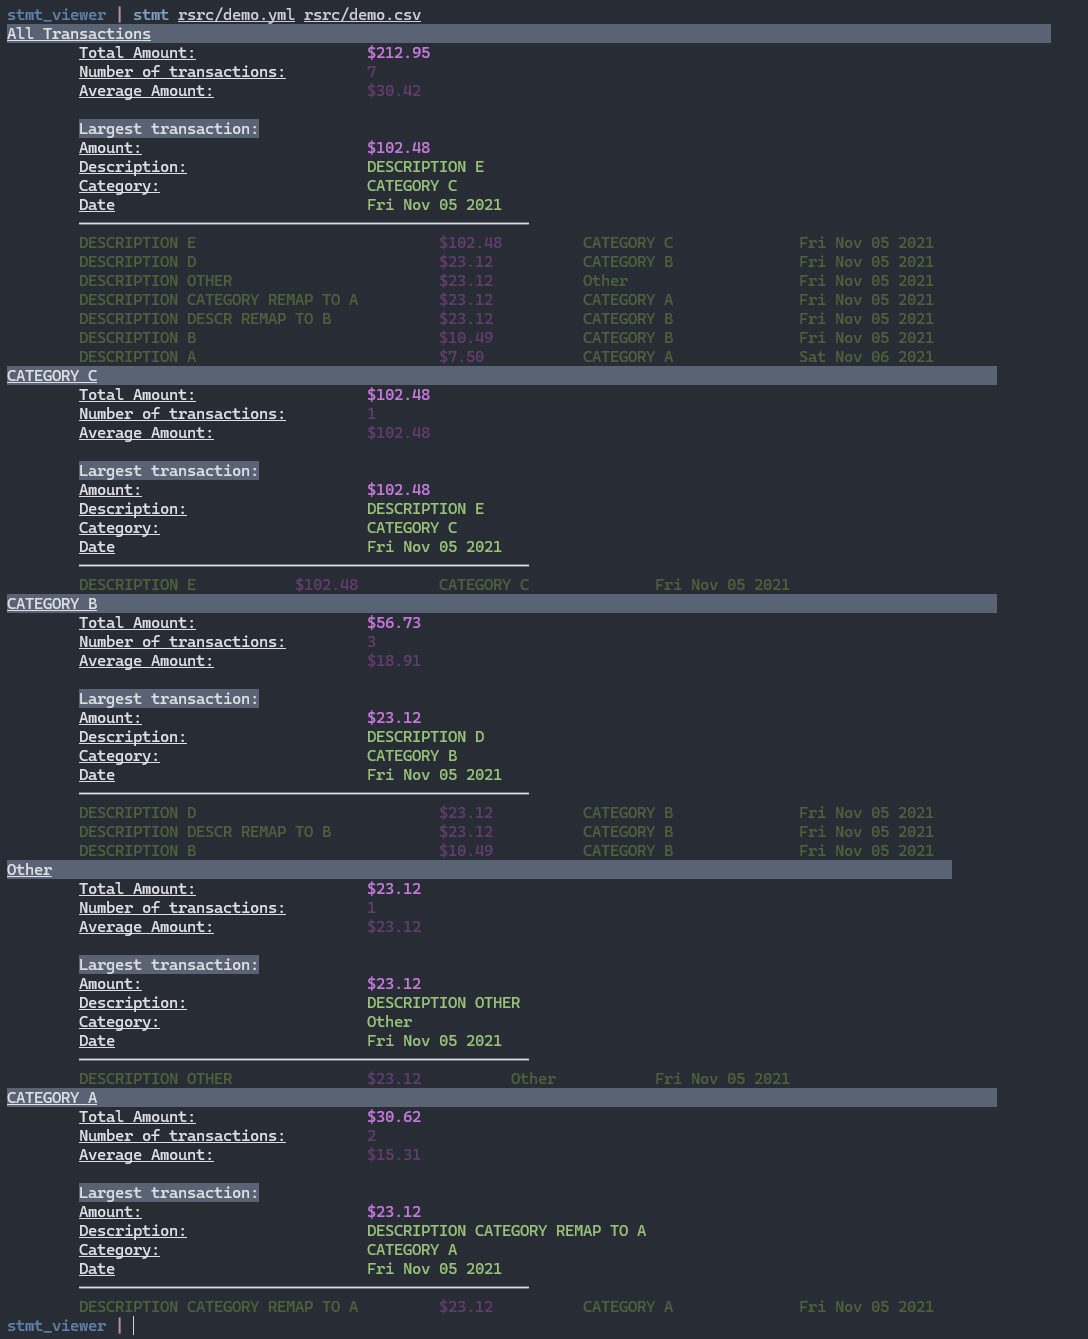 stmt_viewer | stmt rsrc/demo.yml rsrc/demo.csv
All Transactions
Total Amount: $212.95
Number of transactions: 7
Average Amount: $30.42
Largest transaction:
Amount: $102.48
Description: DESCRIPTION E
Category: CATEGORY C
Date Fri Nov 05 2021
DESCRIPTION E $102.48 CATEGORY C Fri Nov 05 2021
DESCRIPTION D $23.12 CATEGORY B Fri Nov 05 2021
DESCRIPTION OTHER $23.12 Other Fri Nov 05 2021
DESCRIPTION CATEGORY REMAP TO A $23.12 CATEGORY A Fri Nov 05 2021
DESCRIPTION DESCR REMAP TO B $23.12 CATEGORY B Fri Nov 05 2021
DESCRIPTION B $10.49 CATEGORY B Fri Nov 05 2021
DESCRIPTION A $7.50 CATEGORY A Sat Nov 06 2021
CATEGORY C
Total Amount: $102.48
Number of transactions: 1
Average Amount: $102.48
Largest transaction:
Amount: $102.48
Description: DESCRIPTION E
Category: CATEGORY C
Date Fri Nov 05 2021
DESCRIPTION E $102.48 CATEGORY C Fri Nov 05 2021
CATEGORY B
Total Amount: $56.73
Number of transactions: 3
Average Amount: $18.91
Largest transaction:
Amount: $23.12
Description: DESCRIPTION D
Category: CATEGORY B
Date Fri Nov 05 2021
DESCRIPTION D $23.12 CATEGORY B Fri Nov 05 2021
DESCRIPTION DESCR REMAP TO B $23.12 CATEGORY B Fri Nov 05 2021
DESCRIPTION B $10.49 CATEGORY B Fri Nov 05 2021
Other
Total Amount: $23.12
Number of transactions: 1
Average Amount: $23.12
Largest transaction:
Amount: $23.12
Description: DESCRIPTION OTHER
Category: Other
Date Fri Nov 05 2021
DESCRIPTION OTHER $23.12 Other Fri Nov 05 2021
CATEGORY A
Total Amount: $30.62
Number of transactions: 2
Average Amount: $15.31
Largest transaction:
Amount: $23.12
Description: DESCRIPTION CATEGORY REMAP TO A
Category: CATEGORY A
Date Fri Nov 05 2021
DESCRIPTION CATEGORY REMAP TO A $23.12 CATEGORY A Fri Nov 05 2021
stmt_viewer |